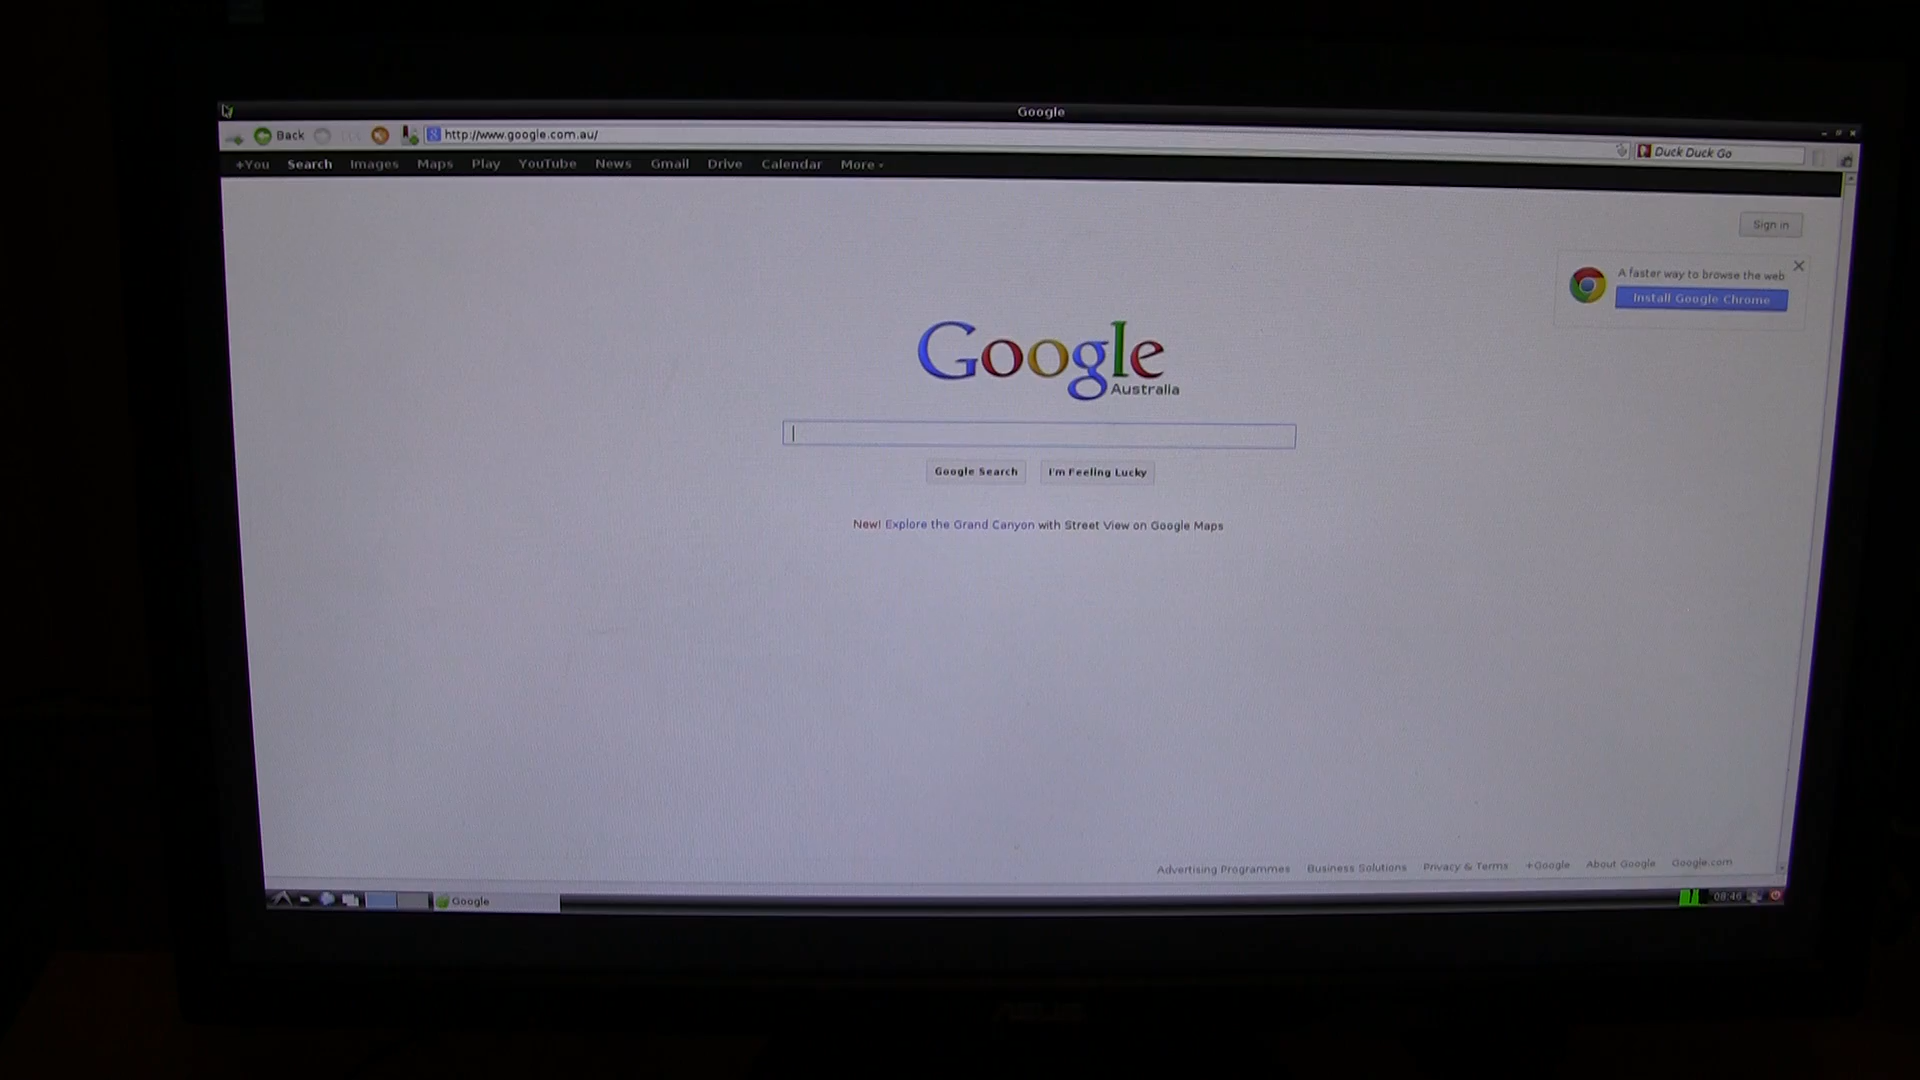 Google
Back
http://www.google.com.au/
Duck Duck Go
+You Search Images Maps Play YouTube News Gmail Drive Calendar More
Sign in
A faster way to browse the web
Install Google Chrome
Google
Australia
Google Search I'm Feeling Lucky
New! Explore the Grand Canyon with Street View on Google Maps
Advertising Programmes Business Solutions Privacy & Terms +Google About Google Google.com
Google
08:46
ASUS